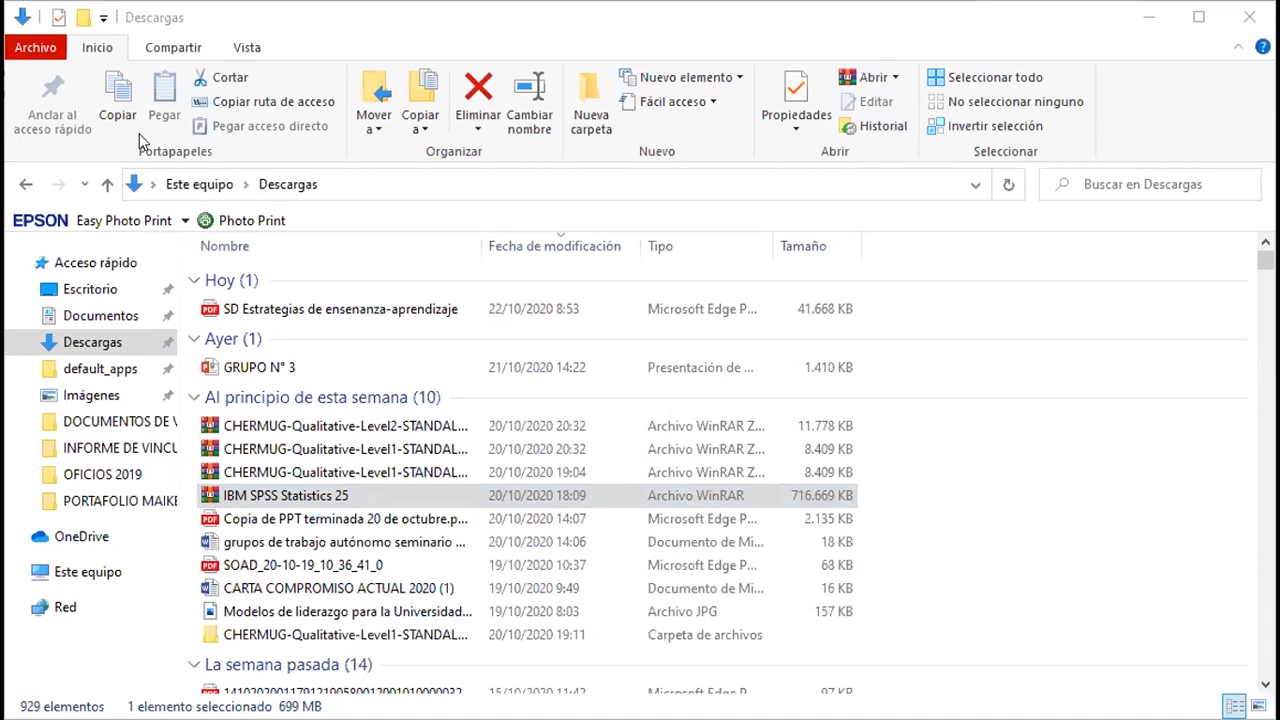 Descargas
Archivo Inicio Compartir Vista
Anclar al acceso rápido
Copiar
Pegar
Cortar
Copiar ruta de acceso
Pegar acceso directo
Portapapeles
Mover a
Copiar a
Eliminar
Cambiar nombre
Organizar
Nueva carpeta
Nuevo elemento
Fácil acceso
Nuevo
Propiedades
Abrir
Editar
Historial
Abrir
Seleccionar todo
No seleccionar ninguno
Invertir selección
Seleccionar
Este equipo > Descargas
Buscar en Descargas
EPSON Easy Photo Print Photo Print
Acceso rápido
Escritorio
Documentos
Descargas
default_apps
Imágenes
DOCUMENTOS DE V
INFORME DE VINCU
OFICIOS 2019
PORTAFOLIO MAIKE
OneDrive
Este equipo
Red
Nombre Fecha de modificación Tipo Tamaño
Hoy (1)
SD Estrategias de ensenanza-aprendizaje 22/10/2020 8:53 Microsoft Edge P... 41.668 KB
Ayer (1)
GRUPO N° 3 21/10/2020 14:22 Presentación de ... 1.410 KB
Al principio de esta semana (10)
CHERMUG-Qualitative-Level2-STANDAL... 20/10/2020 20:32 Archivo WinRAR Z... 11.778 KB
CHERMUG-Qualitative-Level1-STANDAL... 20/10/2020 20:32 Archivo WinRAR Z... 8.409 KB
CHERMUG-Qualitative-Level1-STANDAL... 20/10/2020 19:04 Archivo WinRAR Z... 8.409 KB
IBM SPSS Statistics 25 20/10/2020 18:09 Archivo WinRAR 716.669 KB
Copia de PPT terminada 20 de octubre.p... 20/10/2020 14:07 Microsoft Edge P... 2.135 KB
grupos de trabajo autónomo seminario ... 20/10/2020 14:06 Documento de Mi... 18 KB
SOAD_20-10-19_10_36_41_0 19/10/2020 10:37 Microsoft Edge P... 68 KB
CARTA COMPROMISO ACTUAL 2020 (1) 19/10/2020 9:49 Documento de Mi... 16 KB
Modelos de liderazgo para la Universidad... 19/10/2020 8:03 Archivo JPG 157 KB
CHERMUG-Qualitative-Level1-STANDAL... 20/10/2020 19:11 Carpeta de archivos
La semana pasada (14)
15/10/2020 11:42 Microsoft Edge P... 97 KB
929 elementos 1 elemento seleccionado 699 MB